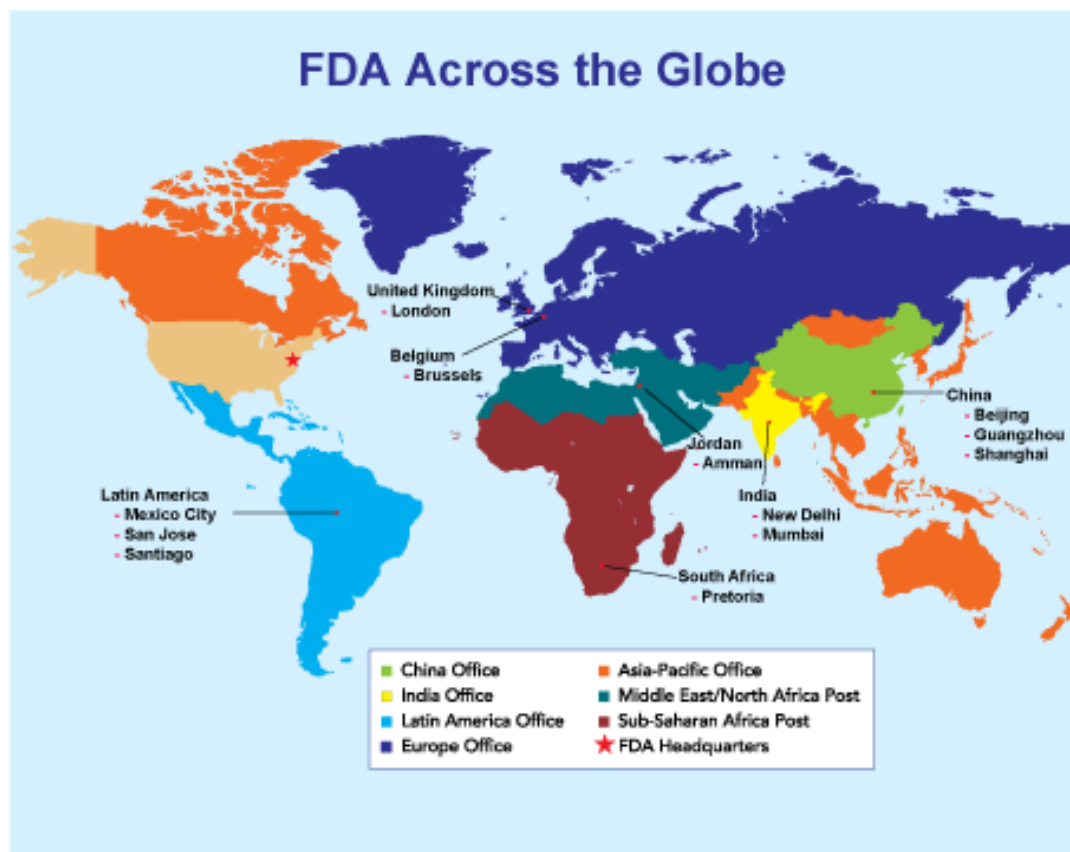 FDA Across the Globe
United Kingdom
- London
Belgium
- Brussels
China
- Beijing
- Guangzhou
- Shanghai
Jordan
- Amman
India
- New Delhi
- Mumbai
Latin America
- Mexico City
- San Jose
- Santiago
South Africa
- Pretoria
China Office
India Office
Latin America Office
Europe Office
Asia-Pacific Office
Middle East/North Africa Post
Sub-Saharan Africa Post
FDA Headquarters